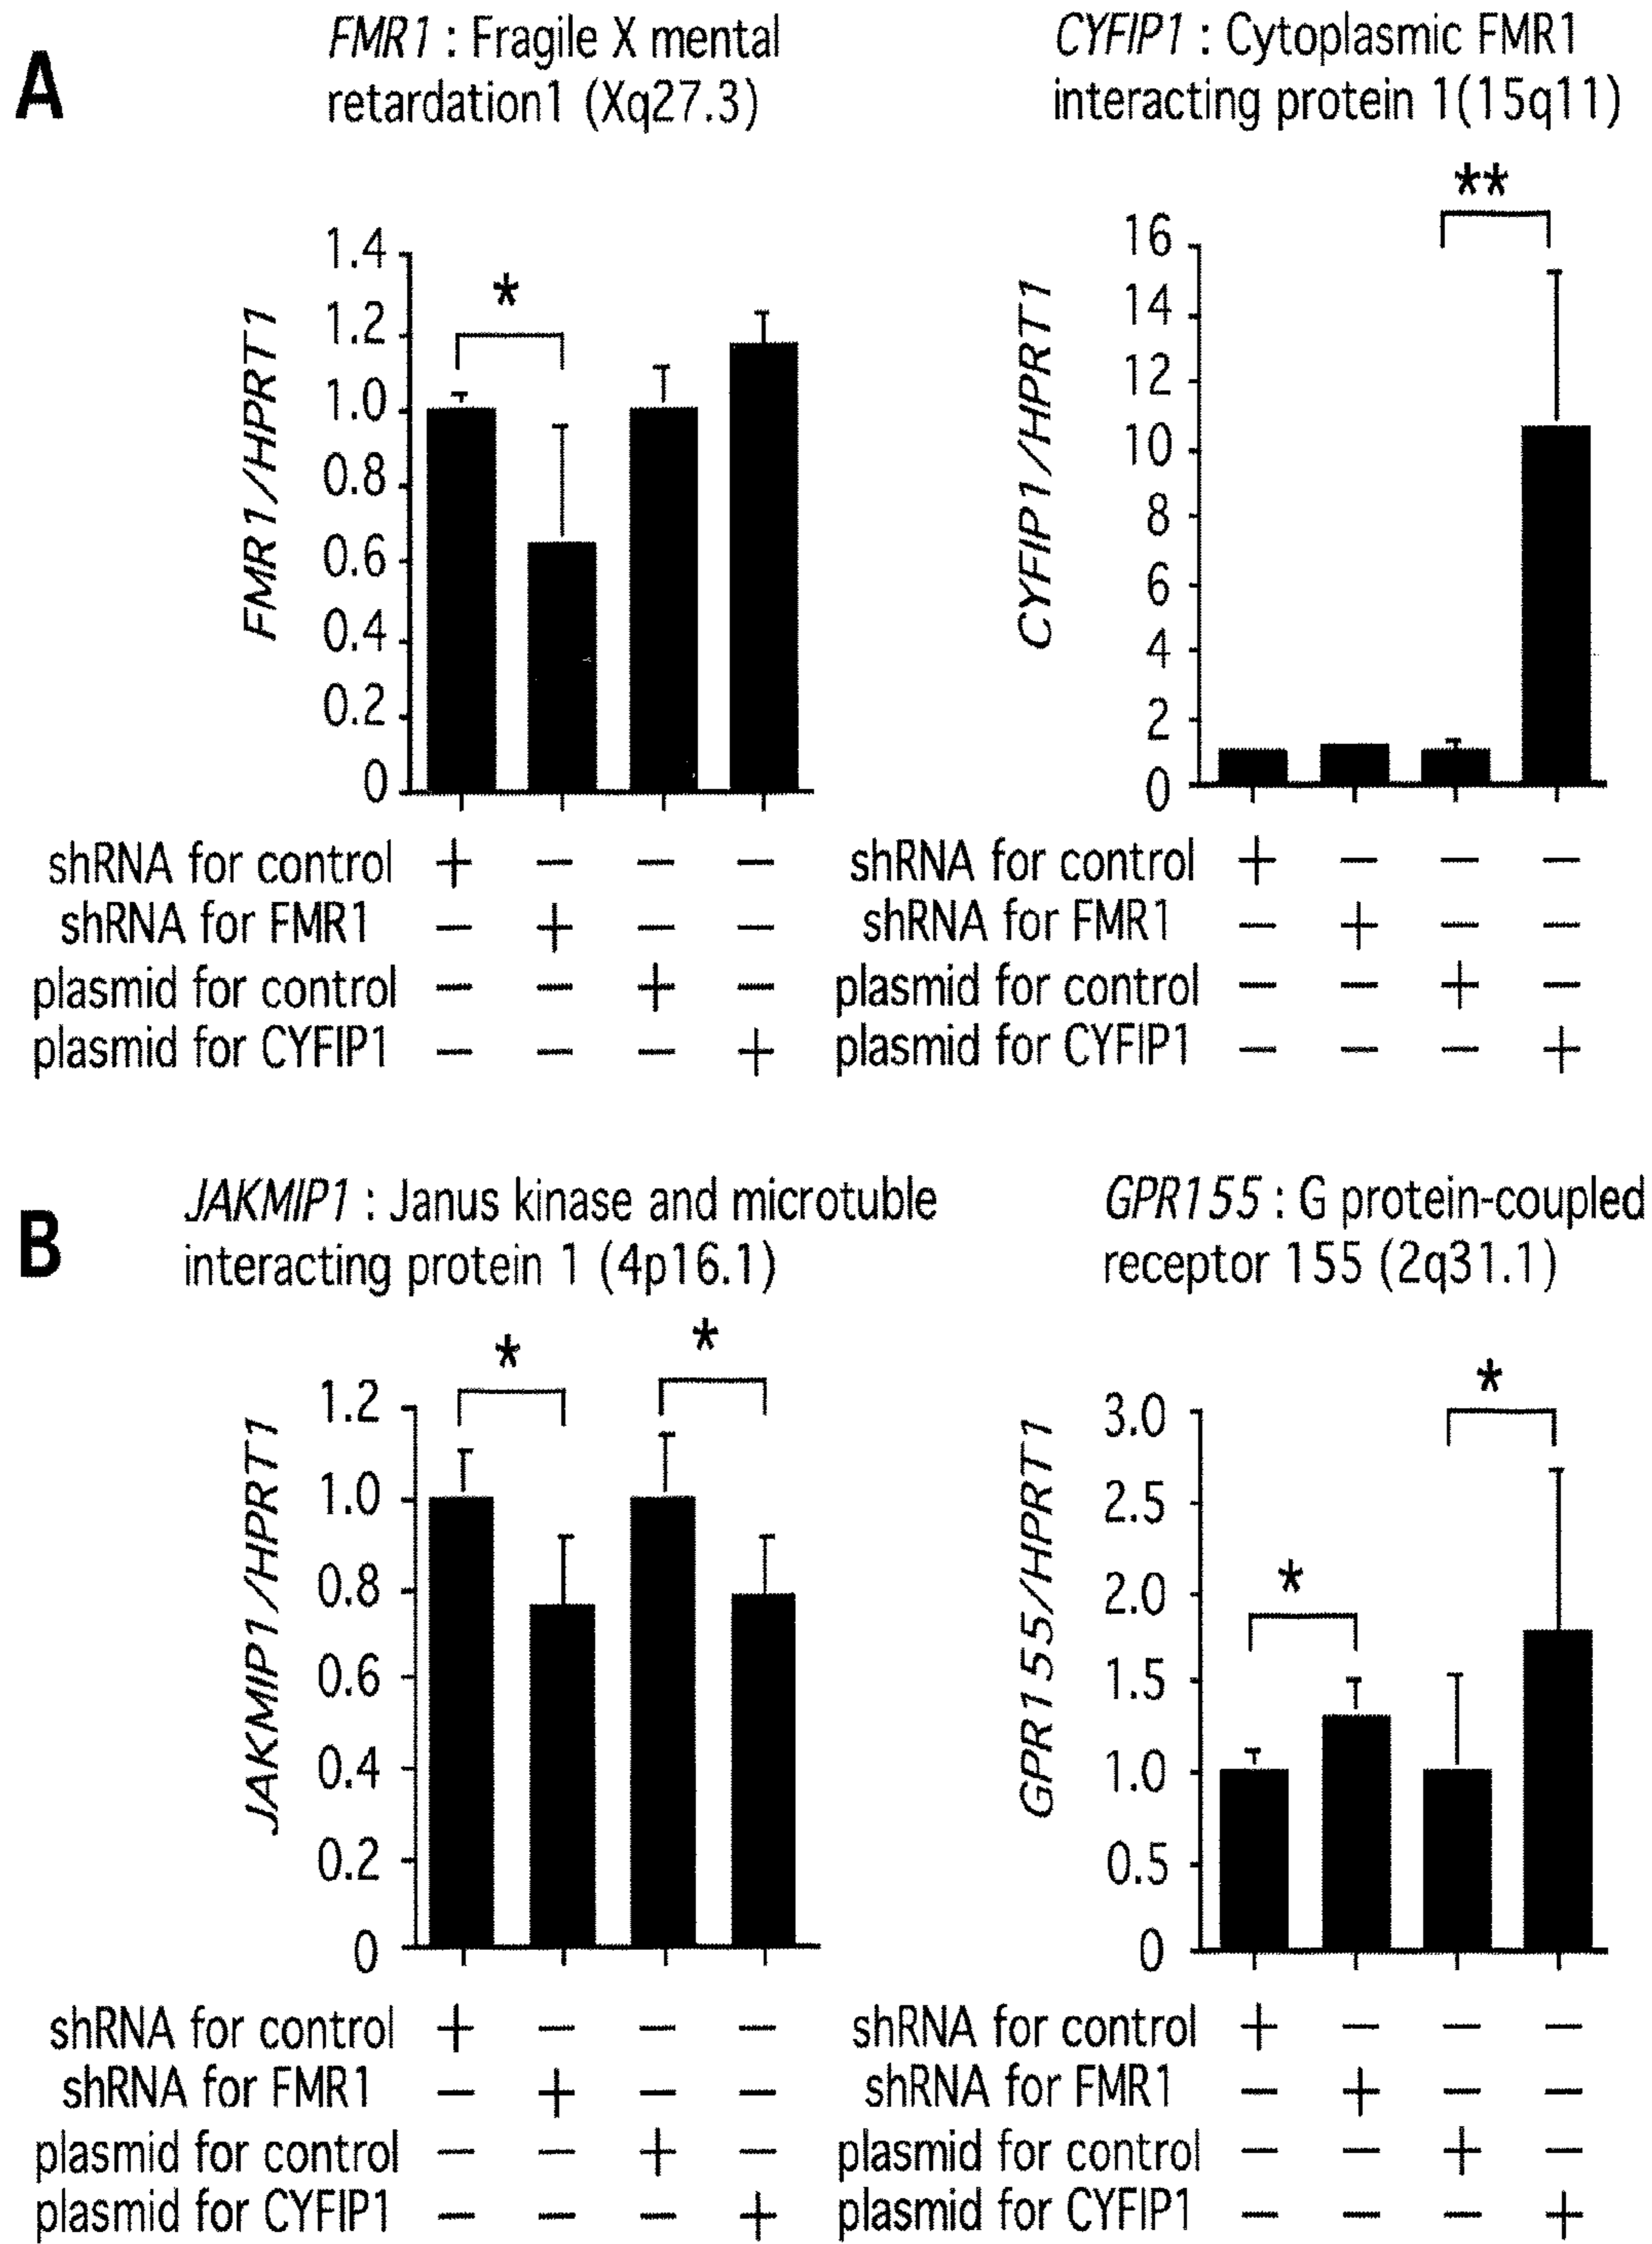 A
FMR1 : Fragile X mental
retardation1 (Xq27.3)
CYFIP1 : Cytoplasmic FMR1
interacting protein 1(15q11)
*
FMR1/HPRT1
1.4
1.2
1.0
0.8
0.6
0.4
0.2
0
shRNA for control + − − −
shRNA for FMR1 − + − −
plasmid for control − − + −
plasmid for CYFIP1 − − − +
**
CYFIP1/HPRT1
16
14
12
10
8
6
4
2
0
shRNA for control + − − −
shRNA for FMR1 − + − −
plasmid for control − − + −
plasmid for CYFIP1 − − − +
B
JAKMIP1 : Janus kinase and microtuble
interacting protein 1 (4p16.1)
GPR155 : G protein-coupled
receptor 155 (2q31.1)
* *
JAKMIP1/HPRT1
1.2
1.0
0.8
0.6
0.4
0.2
0
shRNA for control + − − −
shRNA for FMR1 − + − −
plasmid for control − − + −
plasmid for CYFIP1 − − − +
* *
GPR155/HPRT1
3.0
2.5
2.0
1.5
1.0
0.5
0
shRNA for control + − − −
shRNA for FMR1 − + − −
plasmid for control − − + −
plasmid for CYFIP1 − − − +